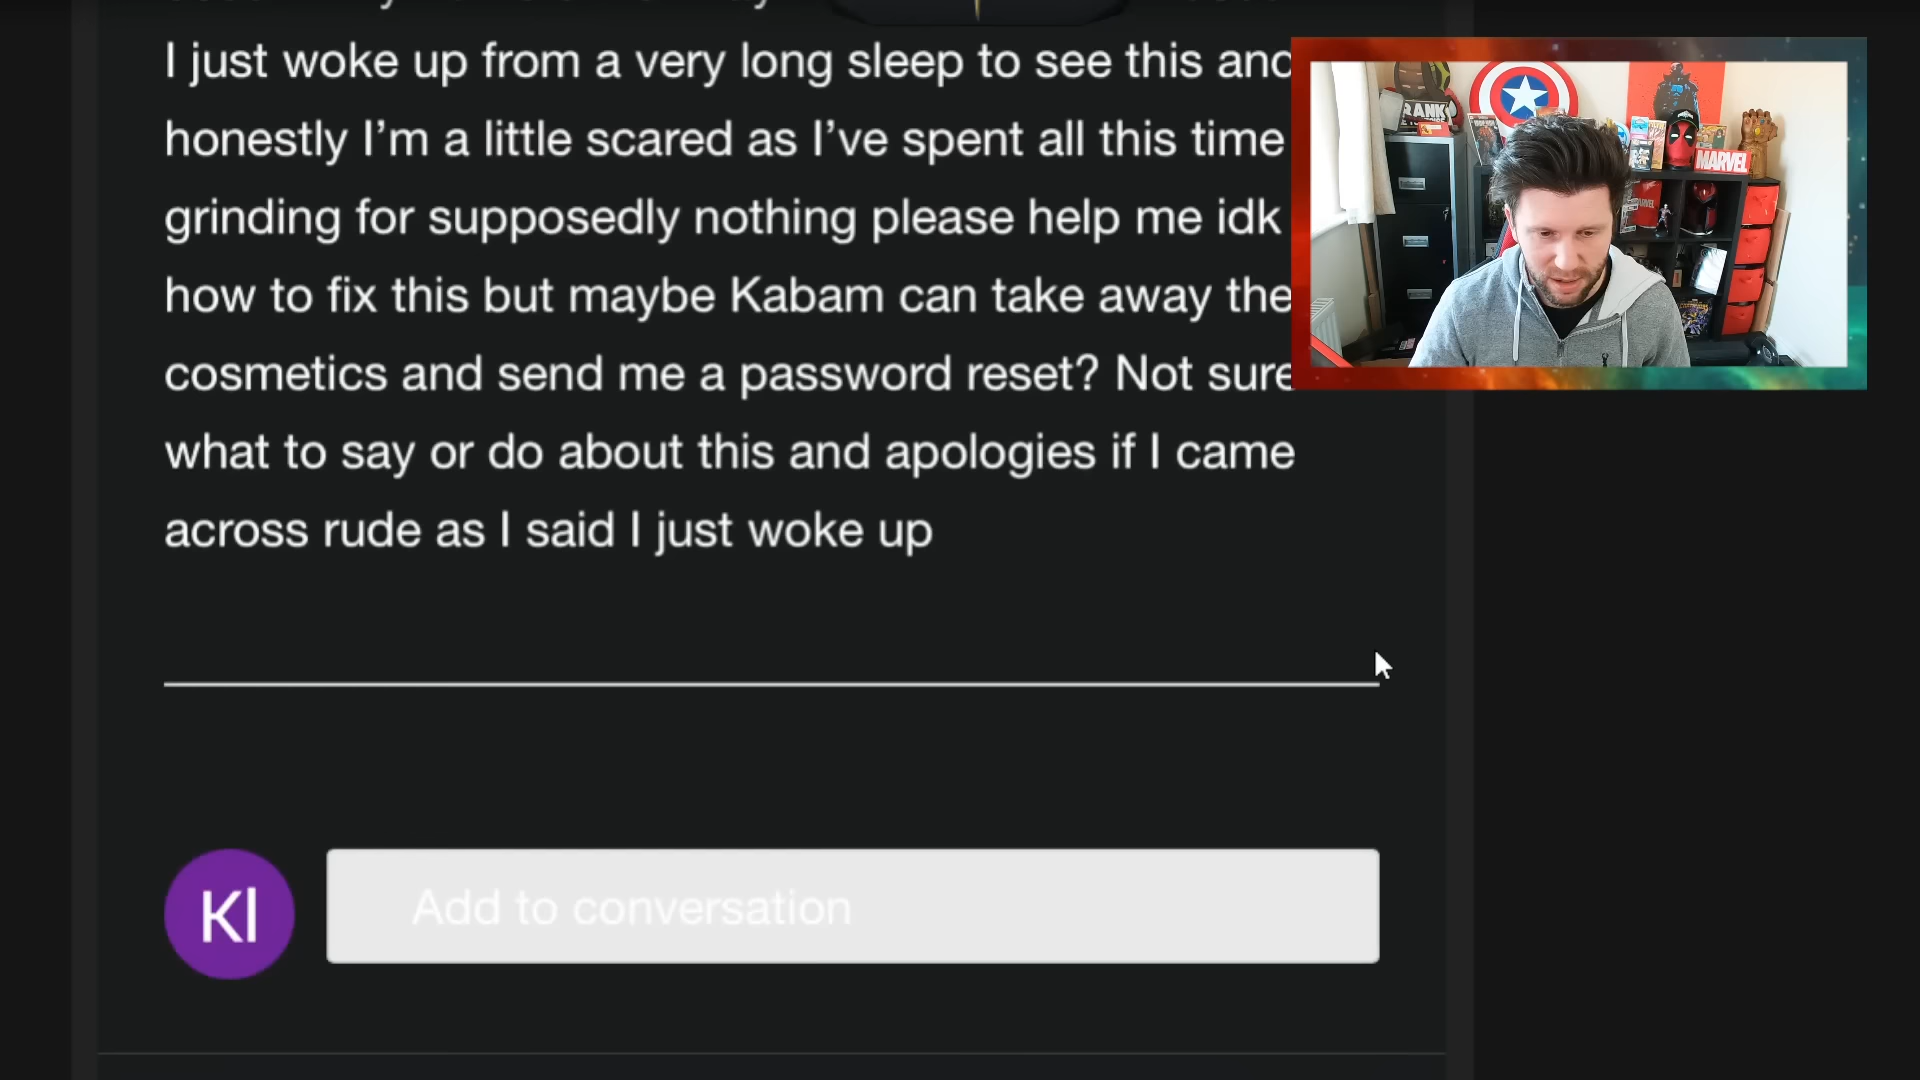 I just woke up from a very long sleep to see this and
honestly I’m a little scared as I’ve spent all this time
grinding for supposedly nothing please help me idk
how to fix this but maybe Kabam can take away the
cosmetics and send me a password reset? Not sure
what to say or do about this and apologies if I came
across rude as I said I just woke up
RANK
MARVEL
Kl
Add to conversation